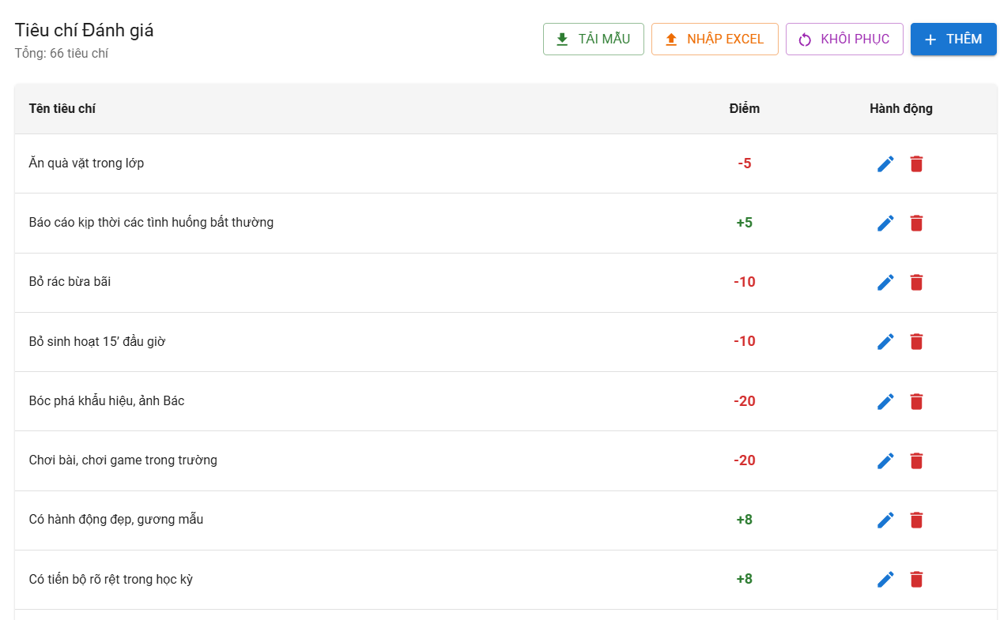 Tiêu chí Đánh giá
Tổng: 66 tiêu chí
TẢI MẪU
NHẬP EXCEL
KHÔI PHỤC
THÊM
Tên tiêu chí Điểm Hành động
Ăn quà vặt trong lớp -5
Báo cáo kịp thời các tình huống bất thường +5
Bỏ rác bừa bãi -10
Bỏ sinh hoạt 15’ đầu giờ -10
Bóc phá khẩu hiệu, ảnh Bác -20
Chơi bài, chơi game trong trường -20
Có hành động đẹp, gương mẫu +8
Có tiến bộ rõ rệt trong học kỳ +8